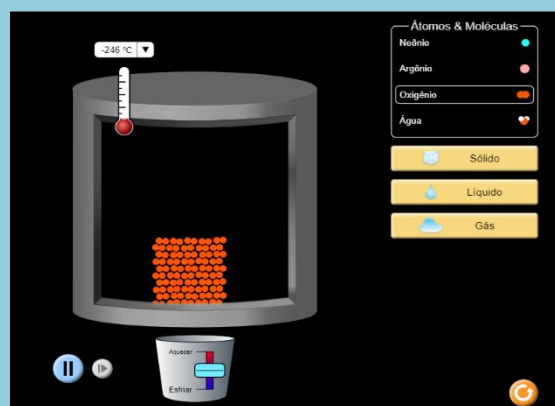 Átomos & Moléculas
-246 °C
Neônio
Argônio
Oxigênio
Água
Sólido
Líquido
Gás
Aquecer
Esfriar